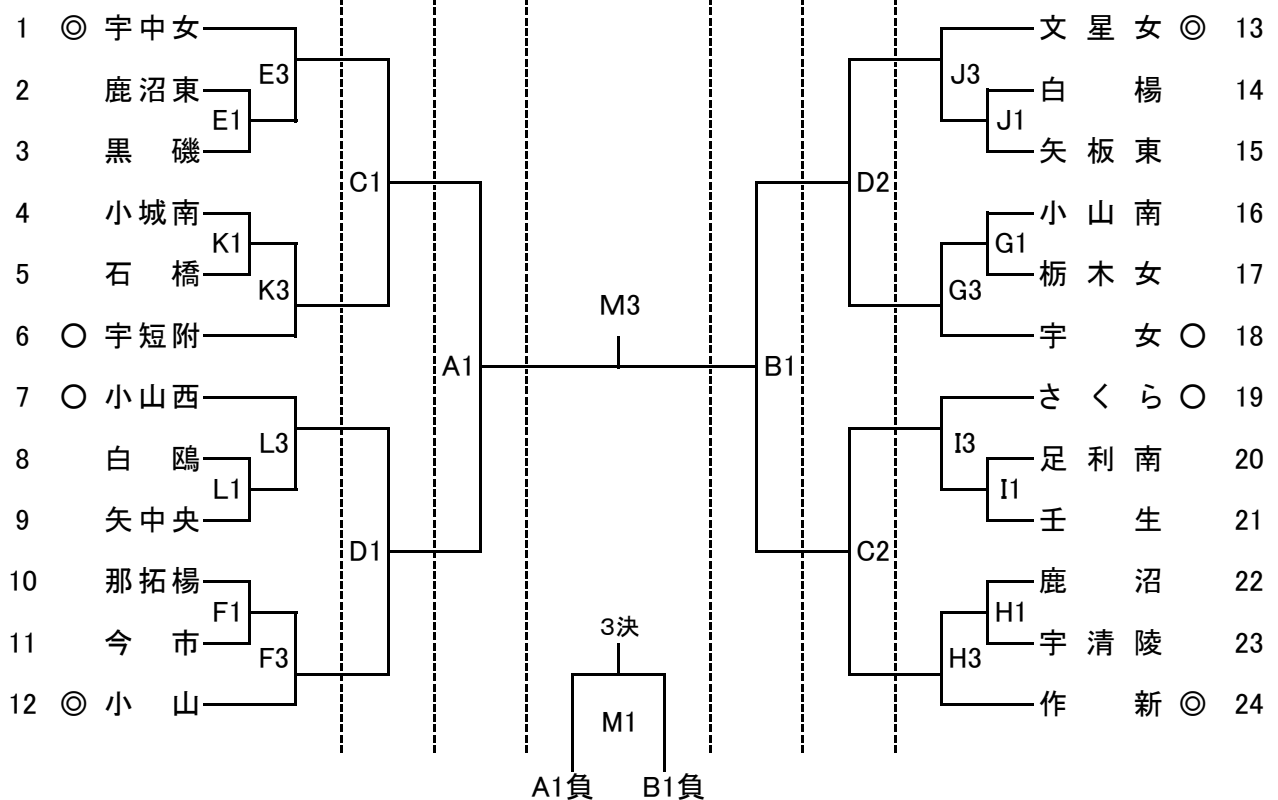 1 ◎ 宇中女 文星女 ◎ 13
E3 J3
2 鹿沼東 白楊 14
E1 J1
3 黒磯 矢板東 15
C1 D2
4 小城南 小山南 16
K1 G1
5 石橋 栃木女 17
K3 G3
M3
6 ○ 宇短附 宇女 ○ 18
A1 B1
7 ○ 小山西 さくら ○ 19
L3 I3
8 白鷗 足利南 20
L1 I1
9 矢中央 壬生 21
D1 C2
10 那拓楊 鹿沼 22
F1 H1
3決
11 今市 宇清陵 23
F3 H3
12 ◎ 小山 作新 ◎ 24
M1
A1負 B1負